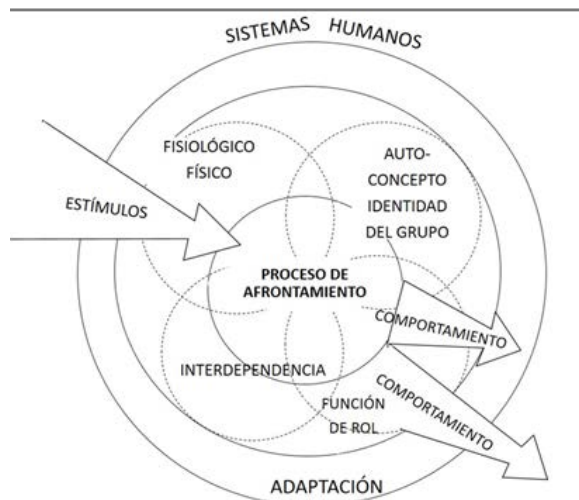 SISTEMAS HUMANOS
FISIOLÓGICO
FÍSICO
AUTO-
CONCEPTO
IDENTIDAD
DEL GRUPO
ESTÍMULOS
PROCESO DE
AFRONTAMIENTO
COMPORTAMIENTO
INTERDEPENDENCIA
COMPORTAMIENTO
FUNCIÓN
DE ROL
ADAPTACIÓN